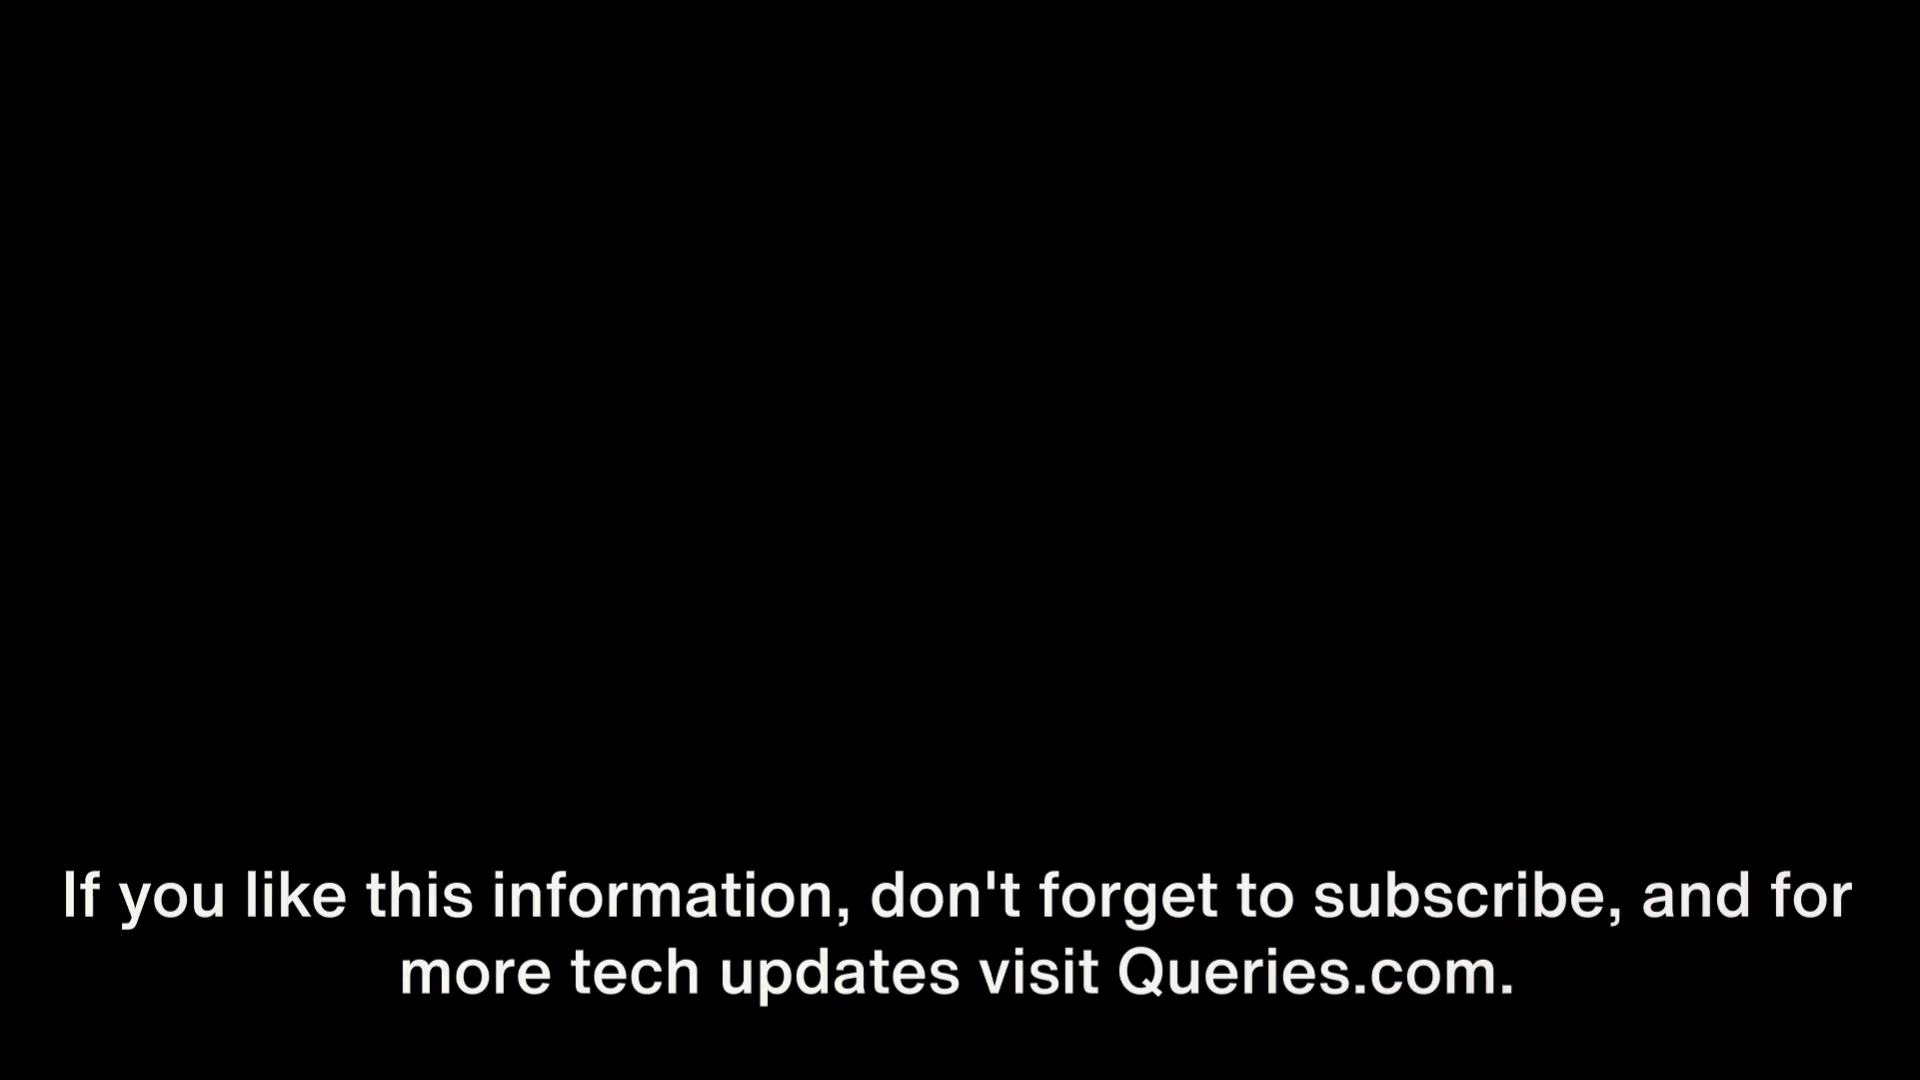 If you like this information, don't forget to subscribe, and for
more tech updates visit Queries.com.